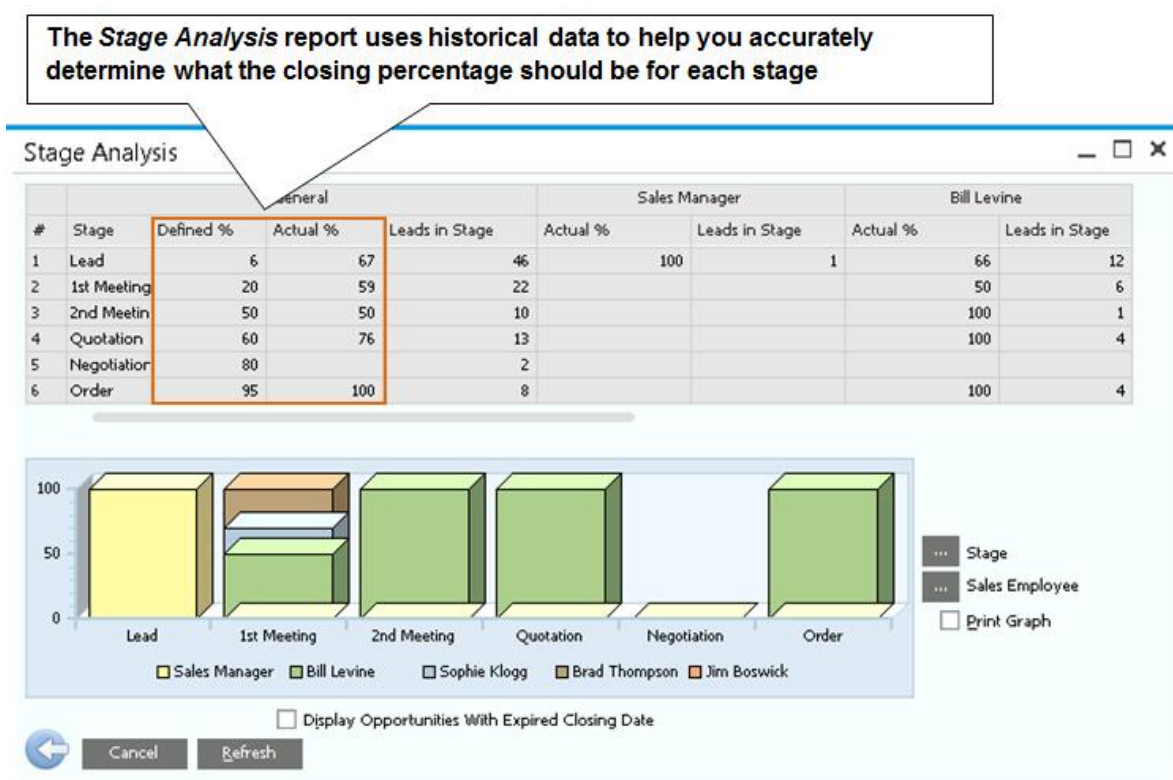 The Stage Analysis report uses historical data to help you accurately
determine what the closing percentage should be for each stage
Stage Analysis
General Sales Manager Bill Levine
# Stage Defined % Actual % Leads in Stage Actual % Leads in Stage Actual % Leads in Stage
1 Lead 6 67 46 100 1 66 12
2 1st Meeting 20 59 22 50 6
3 2nd Meetin 50 50 10 100 1
4 Quotation 60 76 13 100 4
5 Negotiation 80 2
6 Order 95 100 8 100 4
100
50
0
Lead 1st Meeting 2nd Meeting Quotation Negotiation Order
Sales Manager Bill Levine Sophie Klogg Brad Thompson Jim Boswick
... Stage
... Sales Employee
Print Graph
Display Opportunities With Expired Closing Date
Cancel Refresh